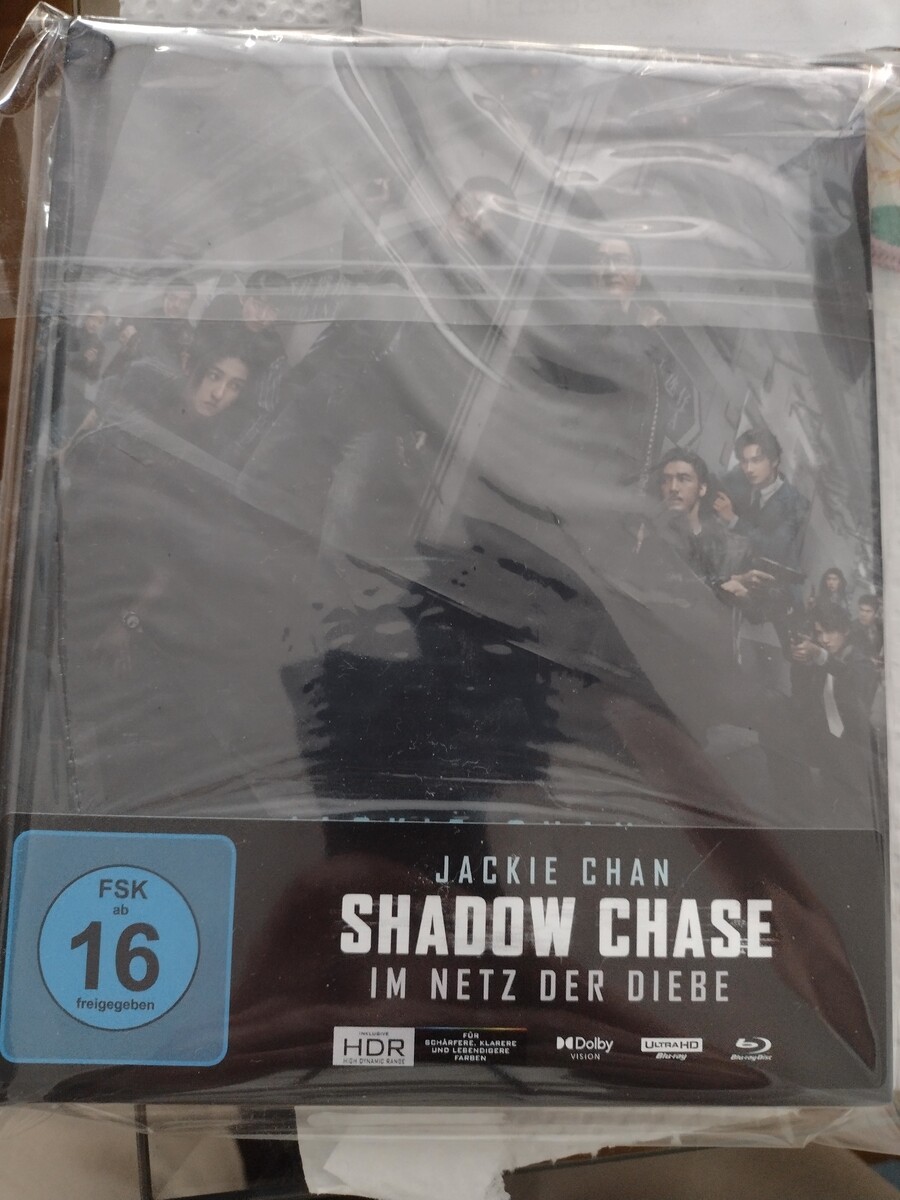 FSK
ab
16
freigegeben
JACKIE CHAN
SHADOW CHASE
IM NETZ DER DIEBE
INKLUSIVE
HDR
HIGH DYNAMIC RANGE
FÜR
SCHÄRFERE, KLARERE
UND LEBENDIGERE
FARBEN
Dolby
VISION
ULTRA HD
Blu-ray
Blu-ray Disc